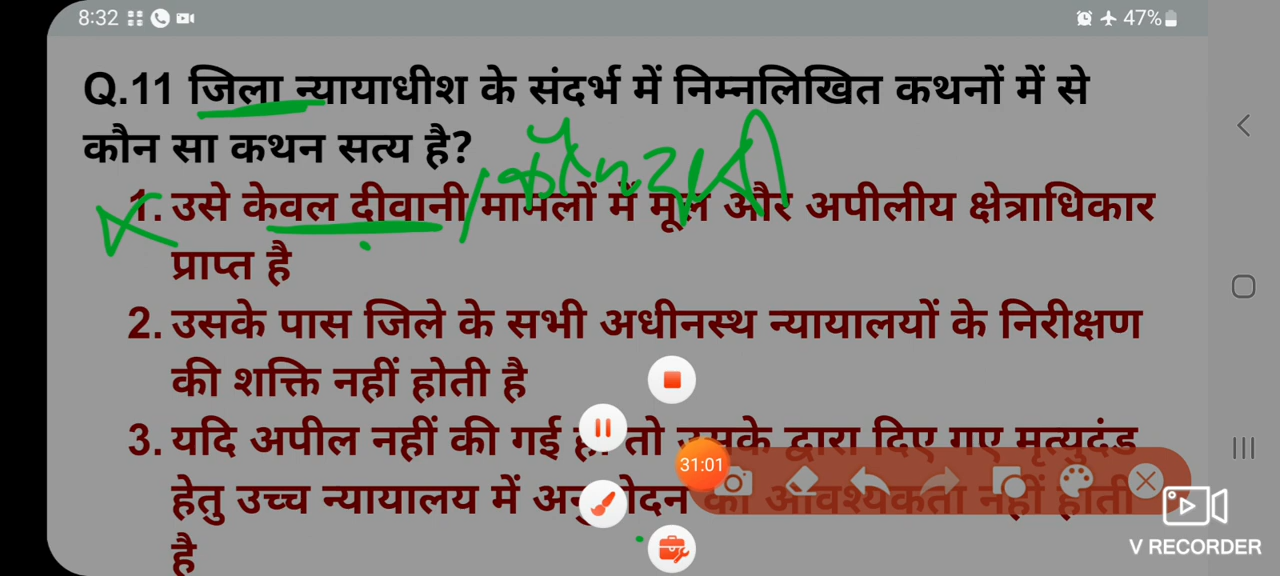 8:32
47%
Q.11 जिला न्यायाधीश के संदर्भ में निम्नलिखित कथनों में से
कौन सा कथन सत्य है?
1. उसे केवल दीवानी मामलों में मूल और अपीलीय क्षेत्राधिकार
प्राप्त है
2. उसके पास जिले के सभी अधीनस्थ न्यायालयों के निरीक्षण
की शक्ति नहीं होती है
3. यदि अपील नहीं की गई हो तो उसके द्वारा दिए गए मृत्युदंड
31:01
हेतु उच्च न्यायालय में अनुमोदन की आवश्यकता नहीं होती
है
V RECORDER